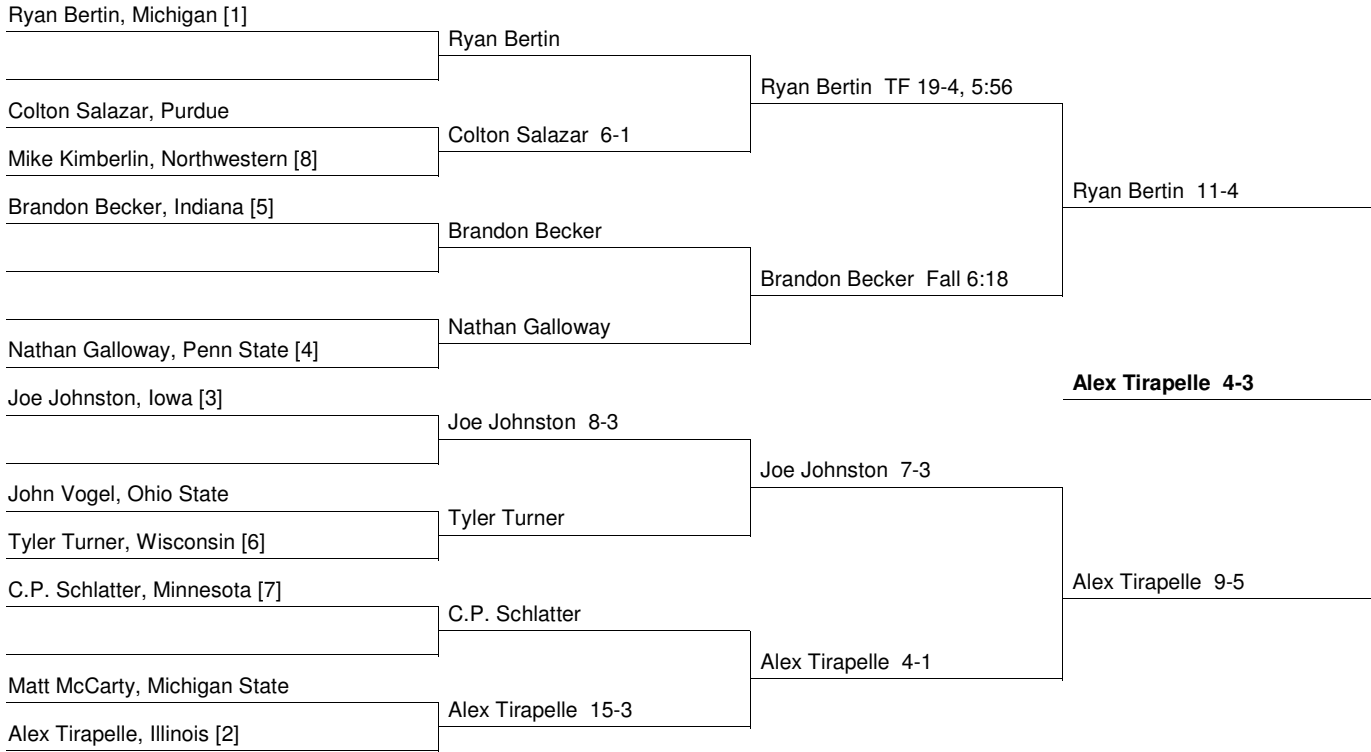 Ryan Bertin, Michigan [1]
Colton Salazar, Purdue
Mike Kimberlin, Northwestern [8]
Brandon Becker, Indiana [5]
Nathan Galloway, Penn State [4]
Joe Johnston, Iowa [3]
John Vogel, Ohio State
Tyler Turner, Wisconsin [6]
C.P. Schlatter, Minnesota [7]
Matt McCarty, Michigan State
Alex Tirapelle, Illinois [2]
Ryan Bertin
Colton Salazar 6-1
Brandon Becker
Nathan Galloway
Joe Johnston 8-3
Tyler Turner
C.P. Schlatter
Alex Tirapelle 15-3
Ryan Bertin TF 19-4, 5:56
Brandon Becker Fall 6:18
Joe Johnston 7-3
Alex Tirapelle 4-1
Ryan Bertin 11-4
Alex Tirapelle 4-3
Alex Tirapelle 9-5